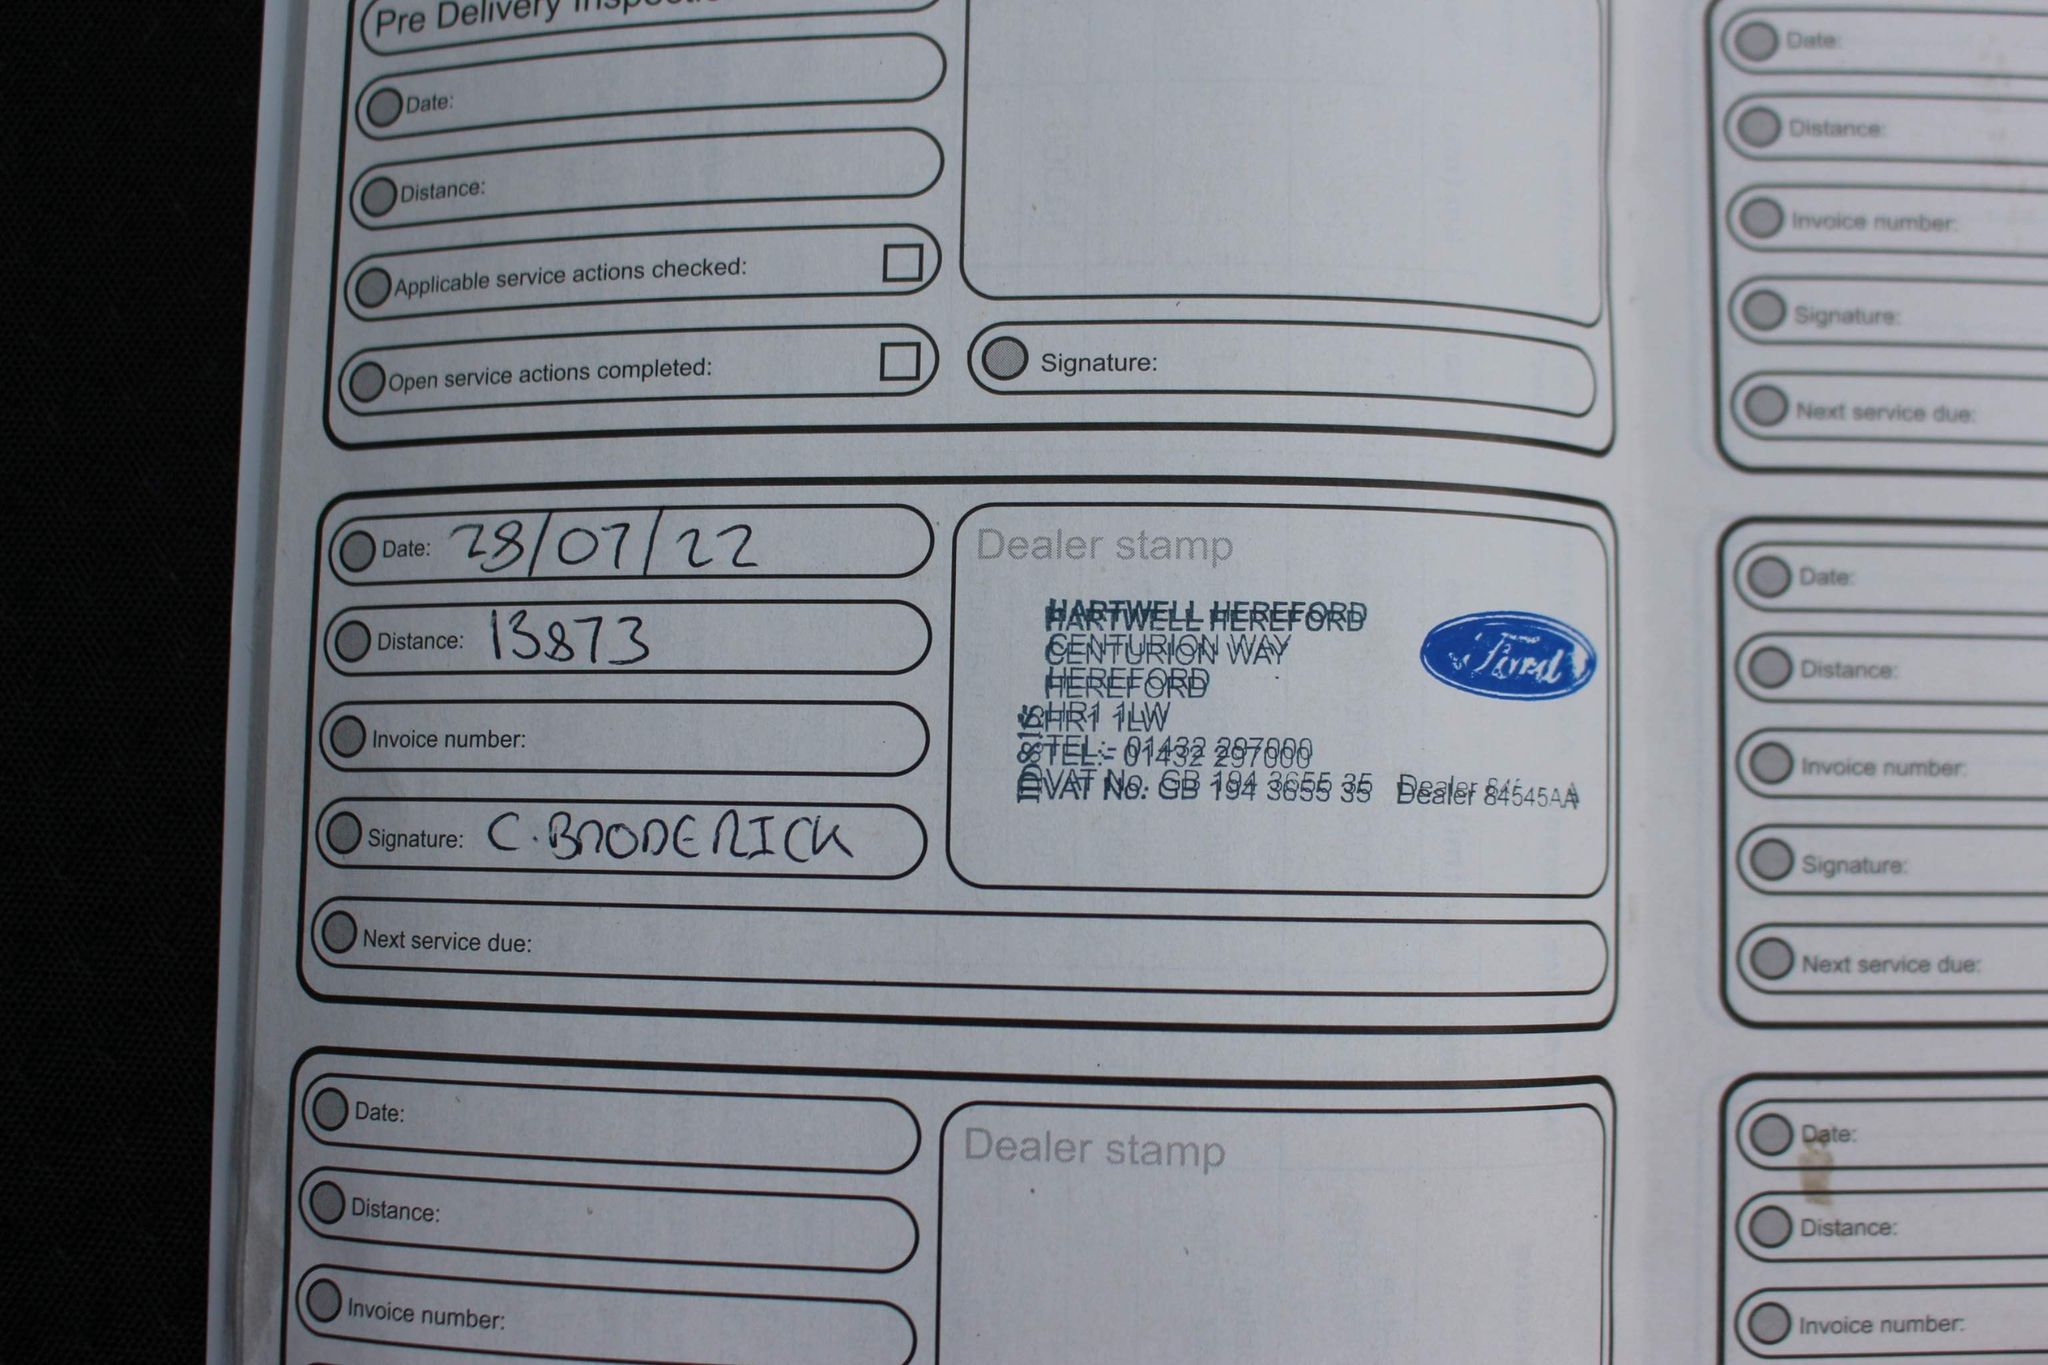 Pre Delivery Inspection
Date:
Distance:
Applicable service actions checked:
Open service actions completed:
Signature:
Date: 28/07/22
Distance: 13873
Invoice number:
Signature: C. BRODERICK
Next service due:
Dealer stamp
HARTWELL HEREFORD
CENTURION WAY
HEREFORD
HR1 1LW
TEL:- 01432 297000
VAT No. GB 194 3655 35 Dealer 84545AA
Ford
Date:
Distance:
Invoice number:
Dealer stamp
Date:
Distance:
Invoice number:
Signature:
Next service due:
Date:
Distance:
Invoice number:
Signature:
Next service due:
Date:
Distance:
Invoice number: